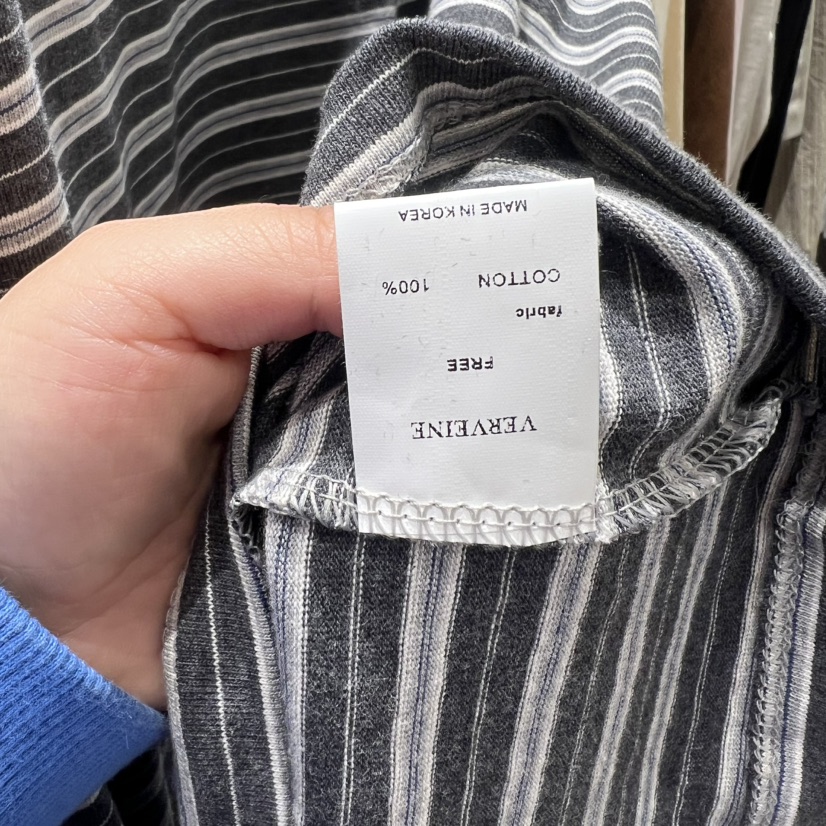 VERVEINE
FREE
fabric
COTTON 100%
MADE IN KOREA